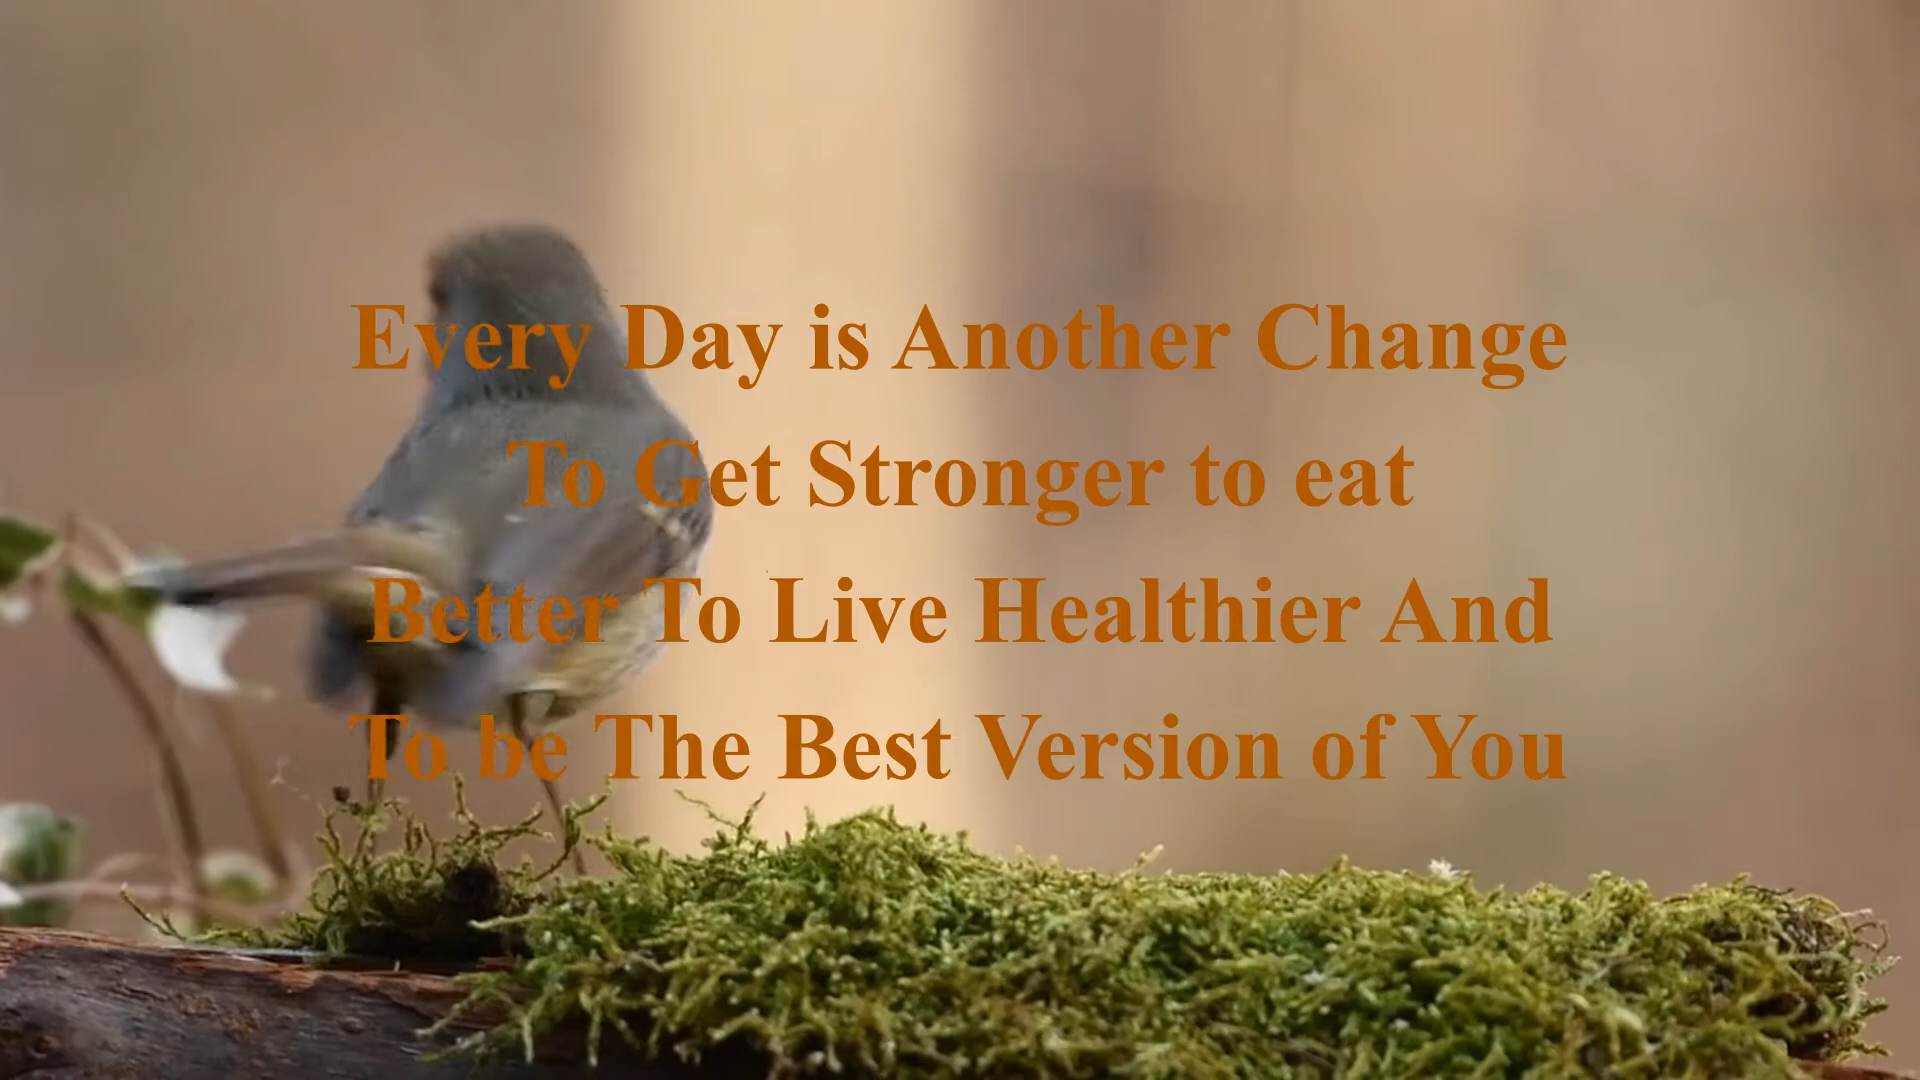 Every Day is Another Change
To Get Stronger to eat
Better To Live Healthier And
To be The Best Version of You